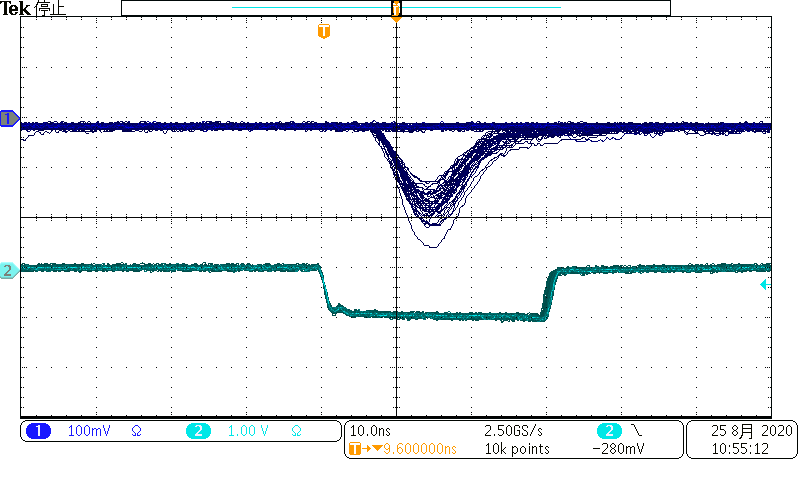 Tek 停止
T
T
1
2
1 100mV Ω 2 1.00 V Ω
10.0ns 2.50GS/s 2
T→▼9.600000ns 10k points −280mV
25 8月 2020
10:55:12